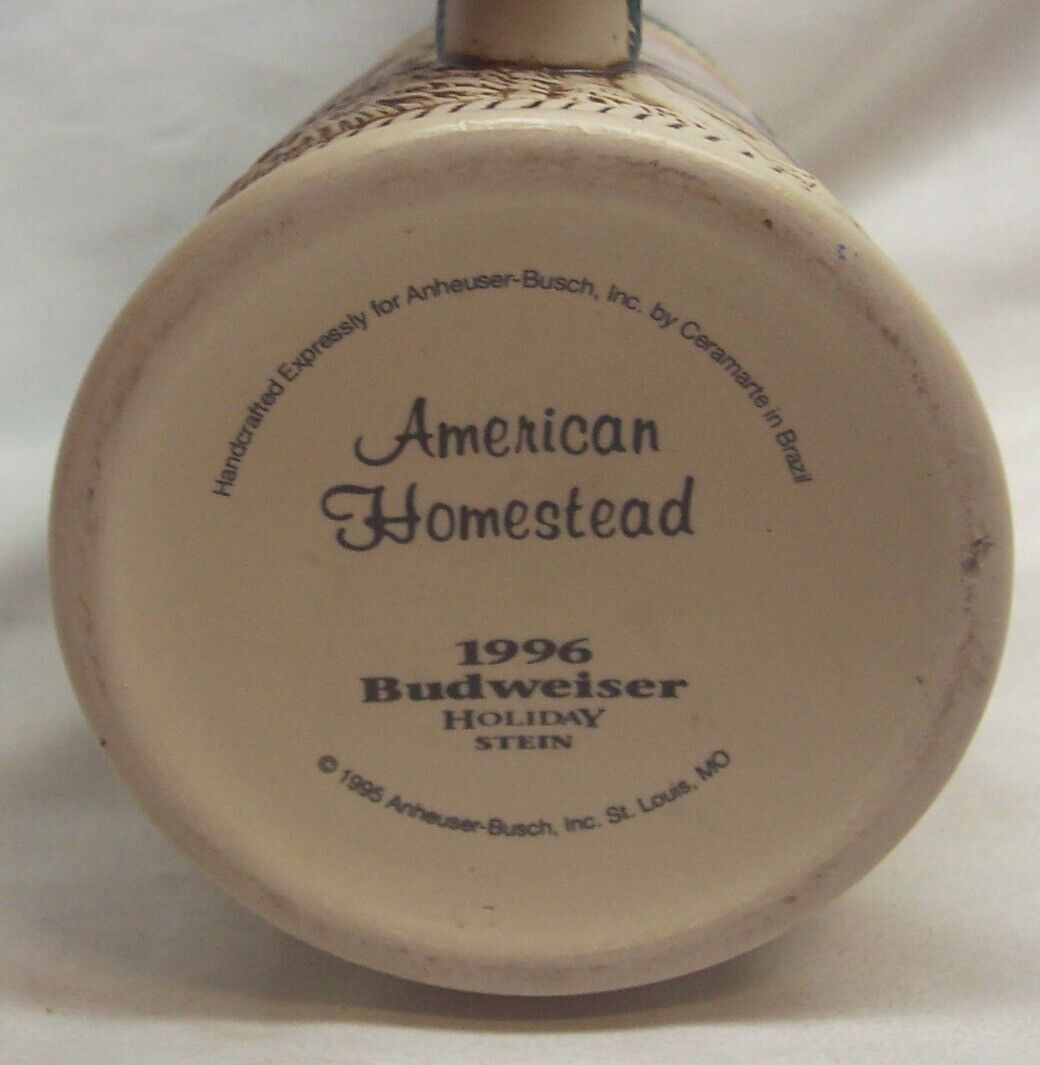 Handcrafted Expressly for Anheuser-Busch, Inc. by Ceramarte in Brazil
American
Homestead
1996
Budweiser
HOLIDAY
STEIN
© 1995 Anheuser-Busch, Inc. St. Louis, MO